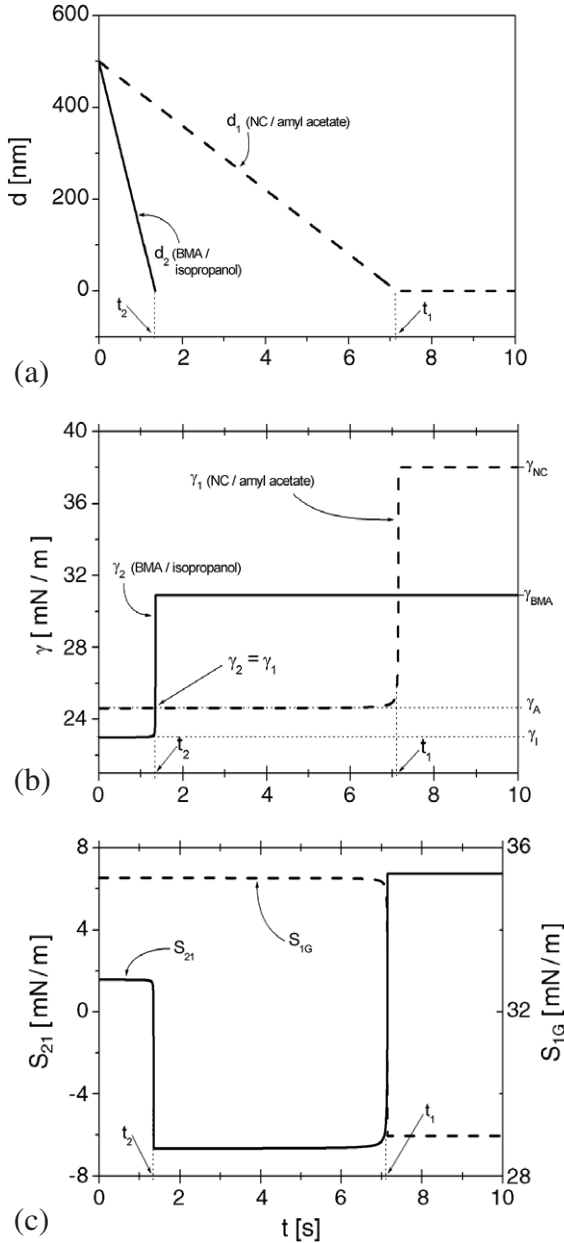 600
400
200
0
d [nm]
d₁ (NC / amyl acetate)
d₂ (BMA / isopropanol)
t₂
t₁
0 2 4 6 8 10
(a)
40
36
32
28
24
γ [ mN / m ]
γ₁ (NC / amyl acetate)
γ₂ (BMA / isopropanol)
γ₂ = γ₁
γNC
γBMA
γA
γI
t₂
t₁
0 2 4 6 8 10
(b)
8
6
2
0
-4
-6
-8
S₂₁ [ mN / m ]
S₂₁
S₁G
36
32
28
S₁G [ mN / m ]
t₂
t₁
0 2 4 6 8 10
t [s]
(c)